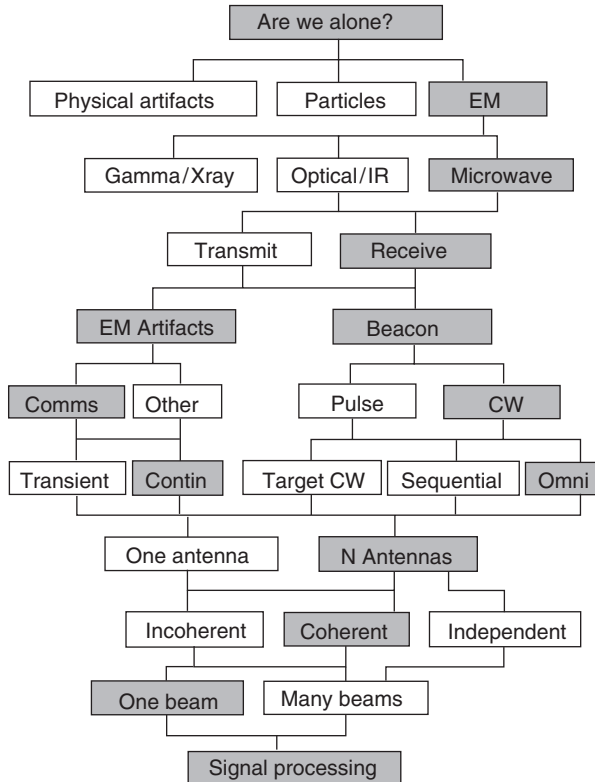 Are we alone?
Physical artifacts
Particles
EM
Gamma/Xray
Optical/IR
Microwave
Transmit
Receive
EM Artifacts
Beacon
Comms
Other
Pulse
CW
Transient
Contin
Target CW
Sequential
Omni
One antenna
N Antennas
Incoherent
Coherent
Independent
One beam
Many beams
Signal processing